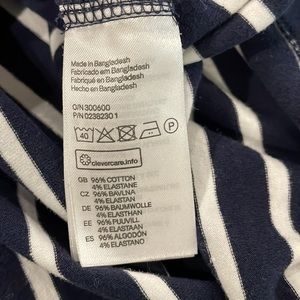 Made in Bangladesh
Fabricado em Bangladesh
Fabriqué en Bangladesh
Hecho en Bangladesh
O/N 300600
P/N 0238230 1
40 P
clevercare.info
GB 96% COTTON
4% ELASTANE
CZ 96% BAVLNA
4% ELASTAN
DE 96% BAUMWOLLE
4% ELASTHAN
EE 96% PUUVILL
4% ELASTAAN
ES 96% ALGODÓN
4% ELASTANO